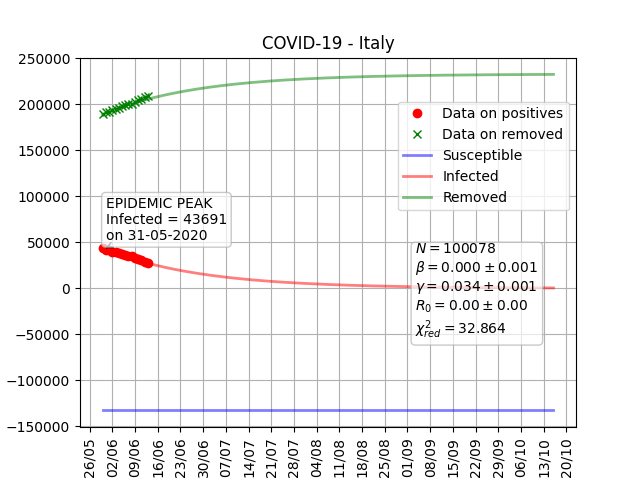 COVID-19 - Italy
250000
200000
150000
100000
50000
0
−50000
−100000
−150000
Data on positives
Data on removed
Susceptible
Infected
Removed
EPIDEMIC PEAK
Infected = 43691
on 31-05-2020
N = 100078
β = 0.000 ± 0.001
γ = 0.034 ± 0.001
R₀ = 0.00 ± 0.00
χ²_red = 32.864
26/05
02/06
09/06
16/06
23/06
30/06
07/07
14/07
21/07
28/07
04/08
11/08
18/08
25/08
01/09
08/09
15/09
22/09
29/09
06/10
13/10
20/10